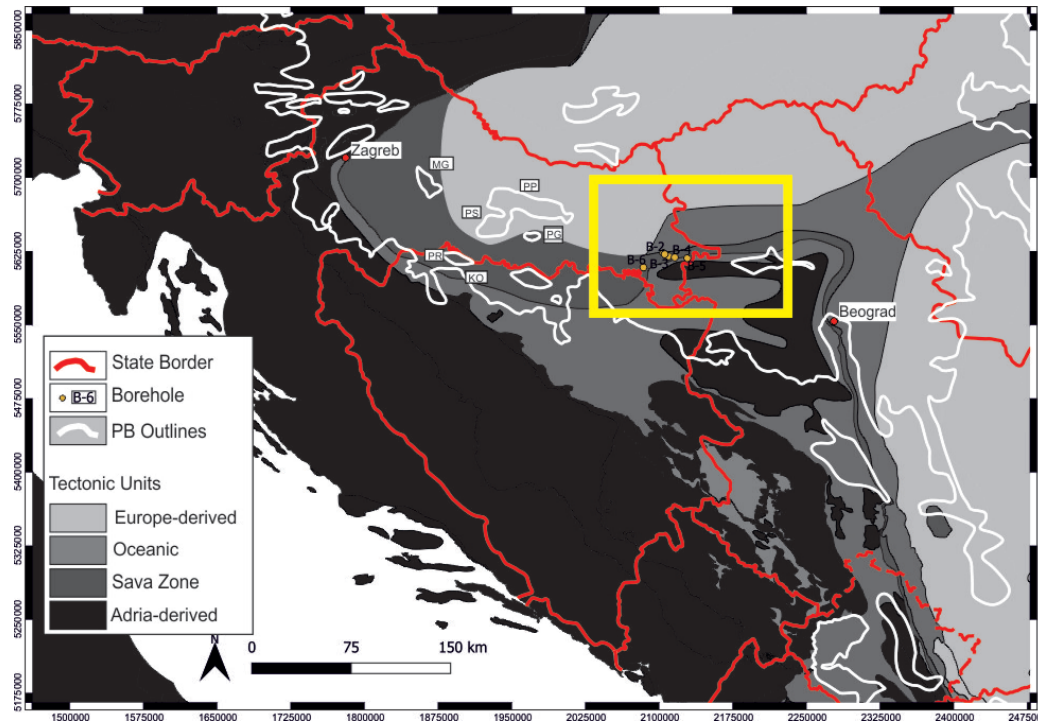 5850000
5775000
5700000
5625000
5550000
5475000
5400000
5325000
5250000
5175000
Zagreb
MG
PP
PS
PG
PR
KO
B-2
B-4
B-6
B-3
B-5
Beograd
State Border
B-6
Borehole
PB Outlines
Tectonic Units
Europe-derived
Oceanic
Sava Zone
Adria-derived
N
0 75 150 km
1500000 1575000 1650000 1725000 1800000 1875000 1950000 2025000 2100000 2175000 2250000 2325000 2400000 24750